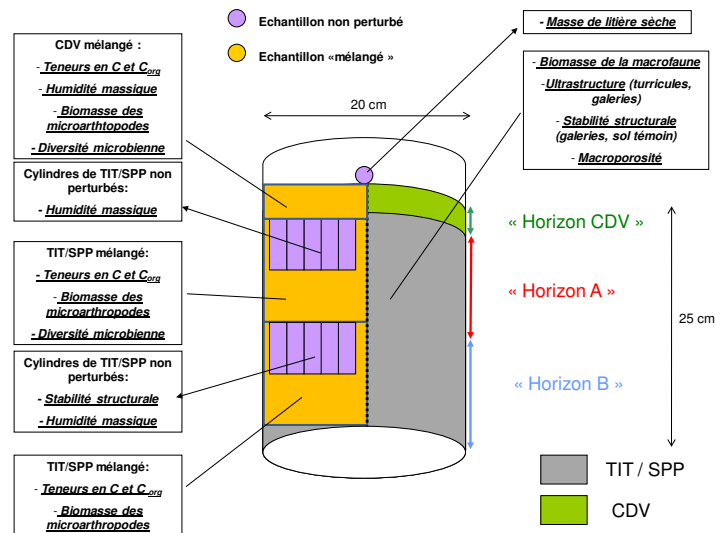 CDV mélangé :
- Teneurs en C et Corg
- Humidité massique
- Biomasse des
microarthtopodes
- Diversité microbienne
Cylindres de TIT/SPP non
perturbés:
- Humidité massique
TIT/SPP mélangé:
- Teneurs en C et Corg
- Biomasse des
microarthropodes
- Diversité microbienne
Cylindres de TIT/SPP non
perturbés:
- Stabilité structurale
- Humidité massique
TIT/SPP mélangé:
- Teneurs en C et Corg
- Biomasse des
microarthropodes
Echantillon non perturbé
Echantillon «mélangé »
20 cm
- Masse de litière sèche
- Biomasse de la macrofaune
-Ultrastructure (turricules,
galeries)
- Stabilité structurale
(galeries, sol témoin)
- Macroporosité
« Horizon CDV »
« Horizon A »
« Horizon B »
25 cm
TIT / SPP
CDV